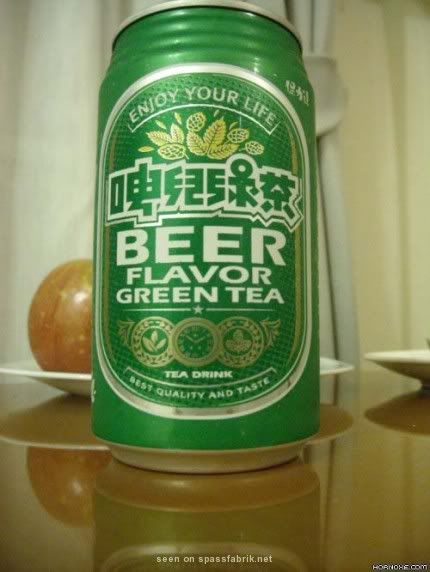 ENJOY YOUR LIFE
啤兒綠茶
BEER
FLAVOR
GREEN TEA
TEA DRINK
BEST QUALITY AND TASTE
seen on spassfabrik.net
HORNOXE.COM